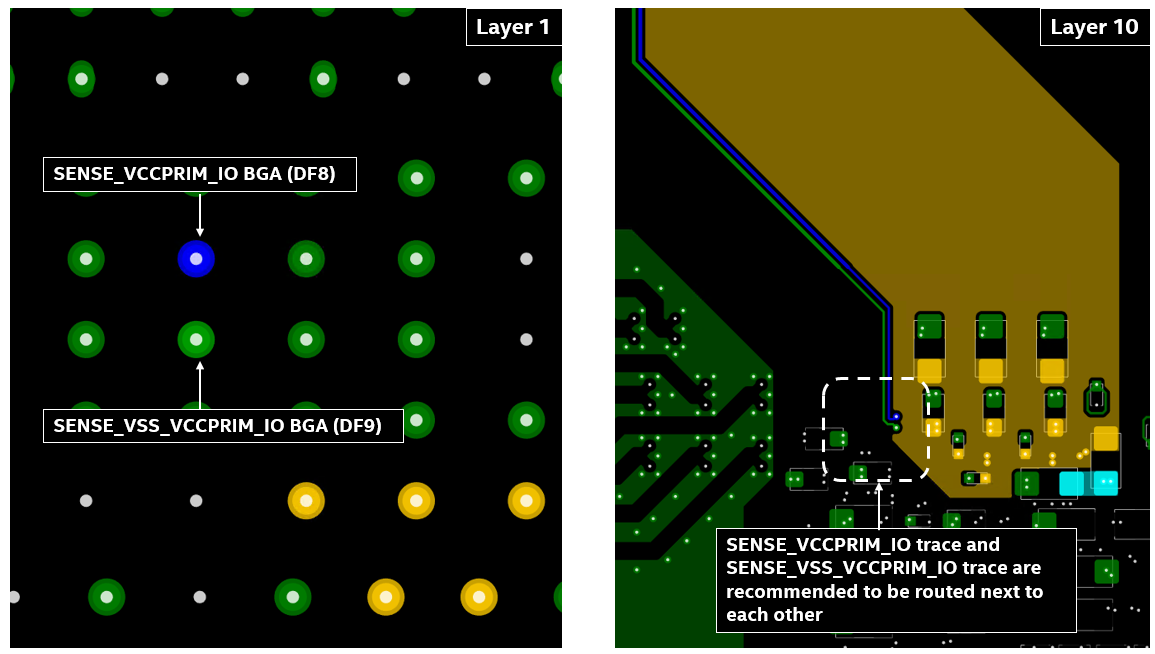 Layer 1
SENSE_VCCPRIM_IO BGA (DF8)
SENSE_VSS_VCCPRIM_IO BGA (DF9)
Layer 10
SENSE_VCCPRIM_IO trace and
SENSE_VSS_VCCPRIM_IO trace are
recommended to be routed next to
each other